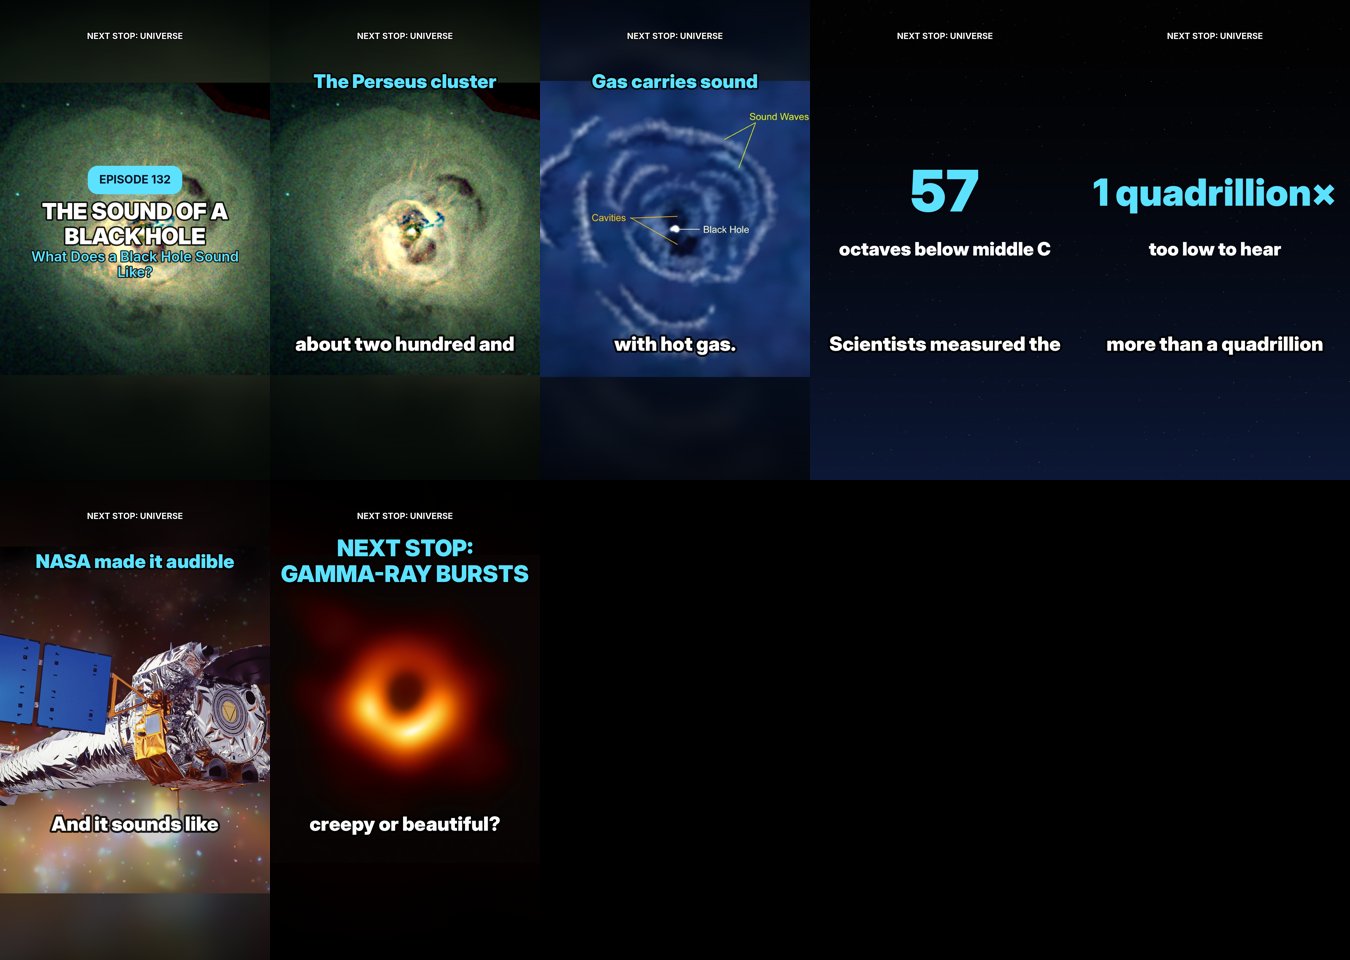 NEXT STOP: UNIVERSE
EPISODE 132
THE SOUND OF A
BLACK HOLE
What Does a Black Hole Sound
Like?
NEXT STOP: UNIVERSE
The Perseus cluster
about two hundred and
NEXT STOP: UNIVERSE
Gas carries sound
Sound Waves
Cavities
Black Hole
with hot gas.
NEXT STOP: UNIVERSE
57
octaves below middle C
Scientists measured the
NEXT STOP: UNIVERSE
1 quadrillion×
too low to hear
more than a quadrillion
NEXT STOP: UNIVERSE
NASA made it audible
And it sounds like
NEXT STOP: UNIVERSE
NEXT STOP:
GAMMA-RAY BURSTS
creepy or beautiful?